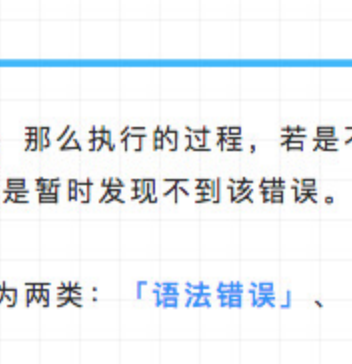 那么执行的过程，若是不
是暂时发现不到该错误。
为两类：「语法错误」、